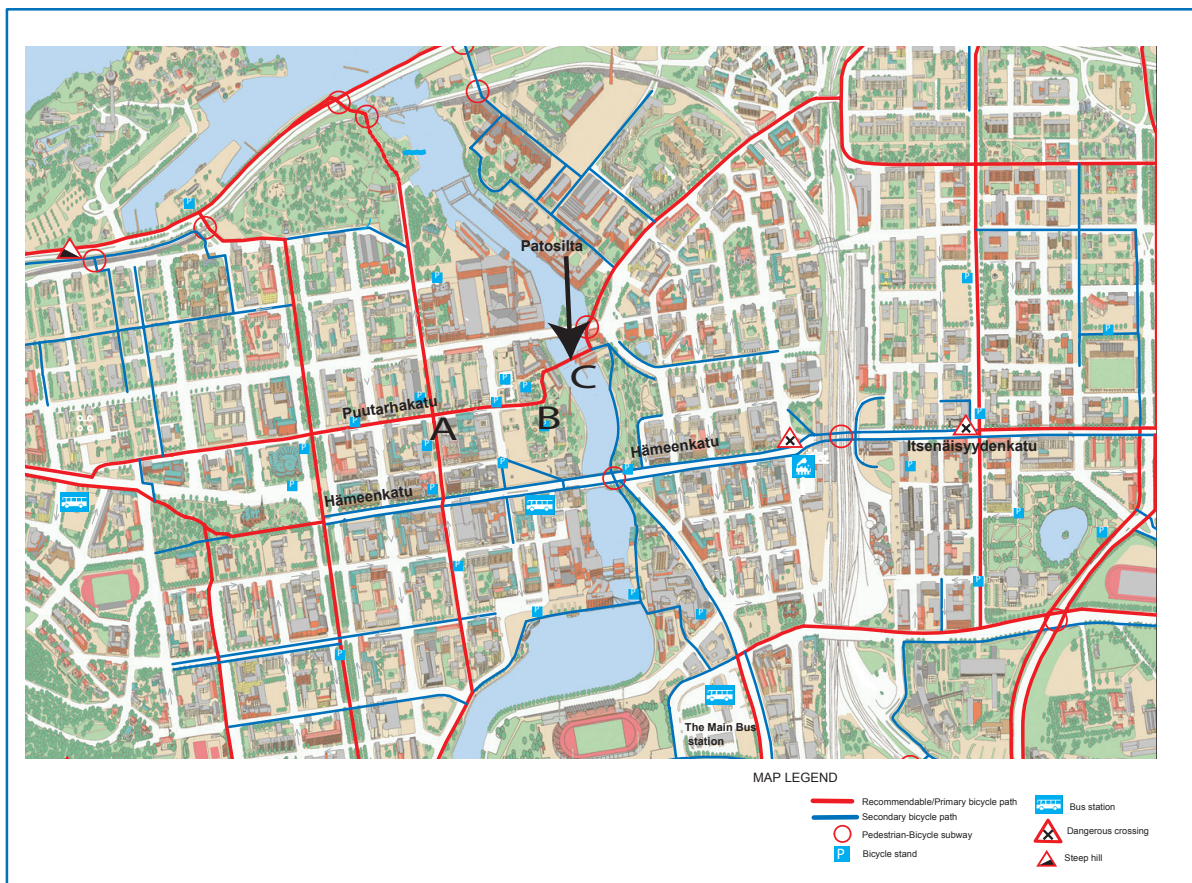 Patosilta
C
Puutarhakatu
A
B
Hämeenkatu
Itsenäisyydenkatu
Hämeenkatu
The Main Bus
station
MAP LEGEND
Recommendable/Primary bicycle path
Secondary bicycle path
Pedestrian-Bicycle subway
P Bicycle stand
Bus station
Dangerous crossing
Steep hill